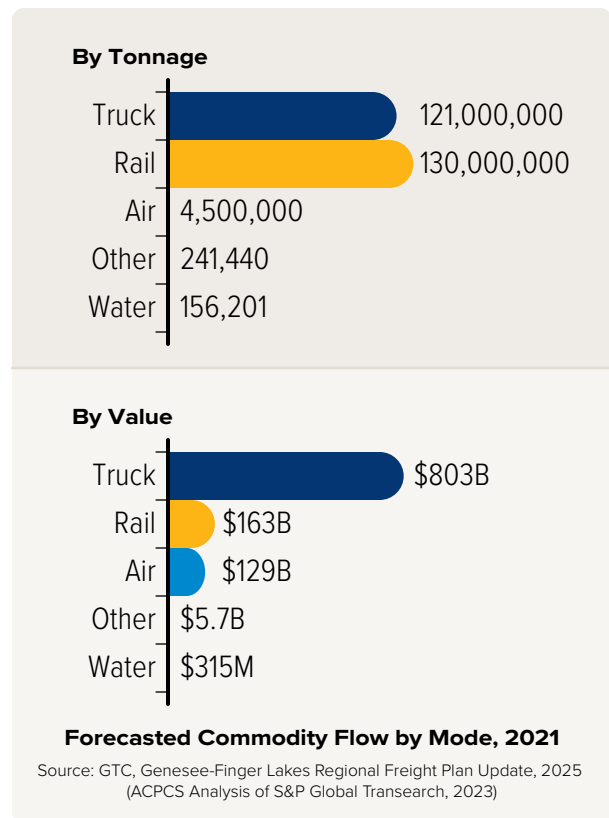 By Tonnage
Truck 121,000,000
Rail 130,000,000
Air 4,500,000
Other 241,440
Water 156,201
By Value
Truck $803B
Rail $163B
Air $129B
Other $5.7B
Water $315M
Forecasted Commodity Flow by Mode, 2021
Source: GTC, Genesee-Finger Lakes Regional Freight Plan Update, 2025
(ACPCS Analysis of S&P Global Transearch, 2023)